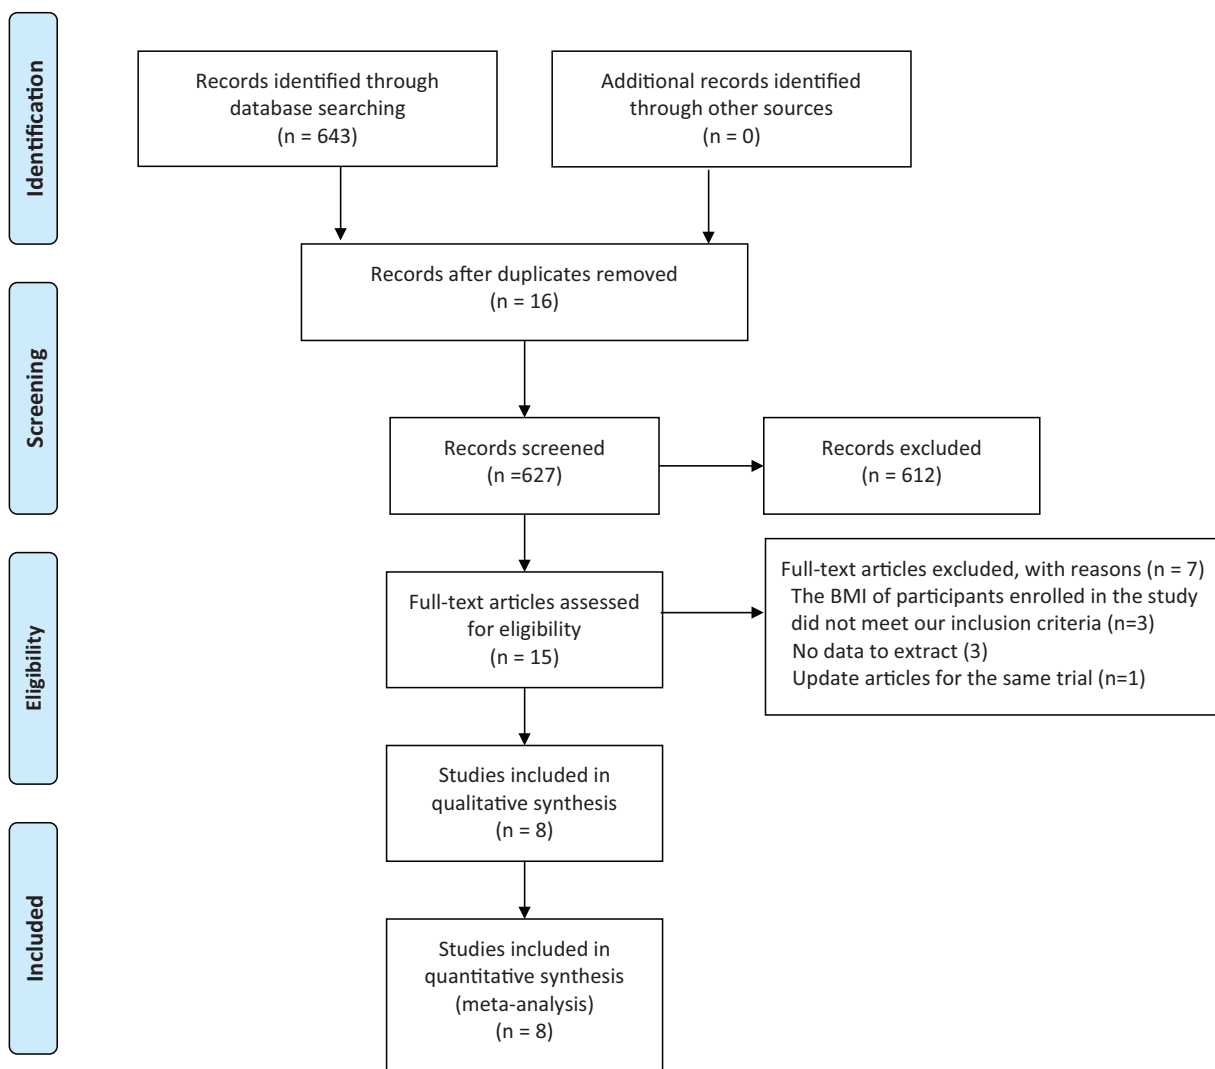 Identification
Records identified through
database searching
(n = 643)
Additional records identified
through other sources
(n = 0)
Records after duplicates removed
(n = 16)
Screening
Records screened
(n =627)
Records excluded
(n = 612)
Eligibility
Full-text articles assessed
for eligibility
(n = 15)
Full-text articles excluded, with reasons (n = 7)
The BMI of participants enrolled in the study
did not meet our inclusion criteria (n=3)
No data to extract (3)
Update articles for the same trial (n=1)
Studies included in
qualitative synthesis
(n = 8)
Included
Studies included in
quantitative synthesis
(meta-analysis)
(n = 8)